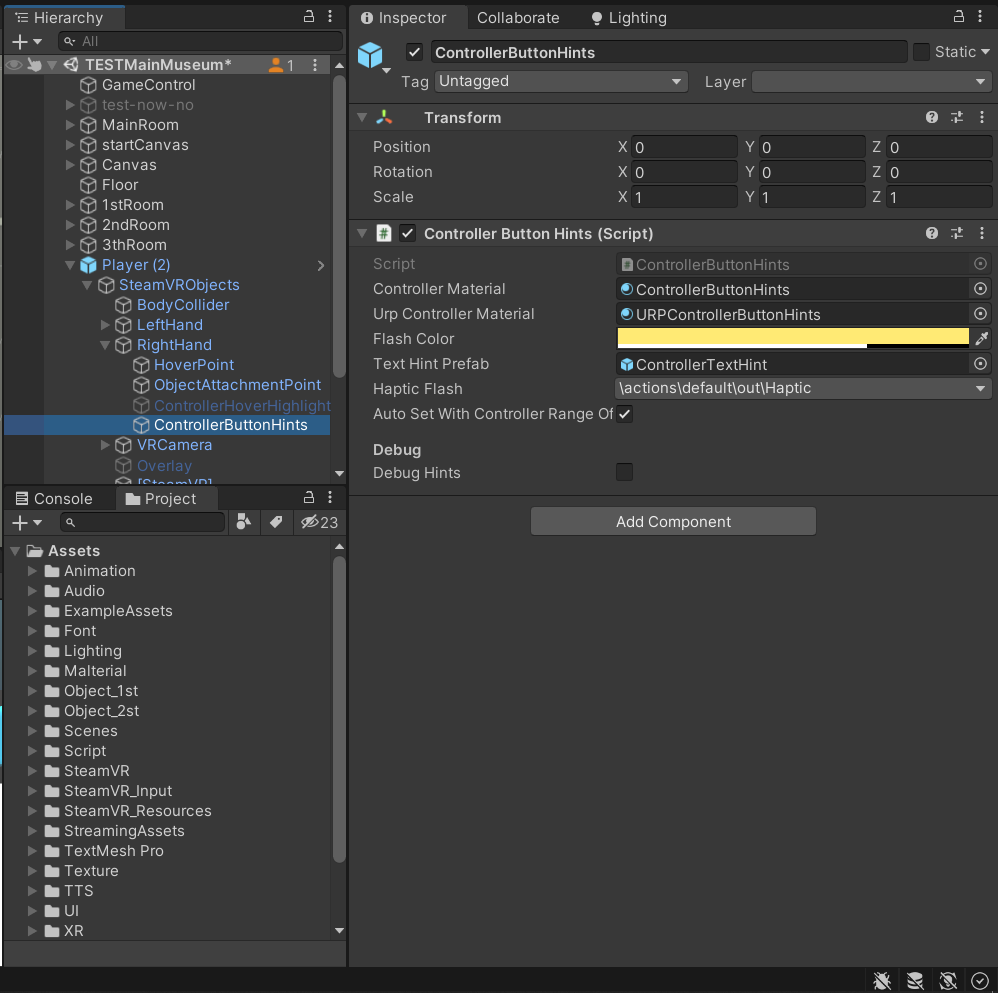 Hierarchy
All
TESTMainMuseum* 1
GameControl
test-now-no
MainRoom
startCanvas
Canvas
Floor
1stRoom
2ndRoom
3thRoom
Player (2)
SteamVRObjects
BodyCollider
LeftHand
RightHand
HoverPoint
ObjectAttachmentPoint
ControllerHoverHighlight
ControllerButtonHints
VRCamera
Overlay
[SteamVR]
Console Project
23
Assets
Animation
Audio
ExampleAssets
Font
Lighting
Malterial
Object_1st
Object_2st
Scenes
Script
SteamVR
SteamVR_Input
SteamVR_Resources
StreamingAssets
TextMesh Pro
Texture
TTS
UI
XR
Inspector Collaborate Lighting
ControllerButtonHints Static
Tag Untagged Layer
Transform
Position X 0 Y 0 Z 0
Rotation X 0 Y 0 Z 0
Scale X 1 Y 1 Z 1
# Controller Button Hints (Script)
Script ControllerButtonHints
Controller Material ControllerButtonHints
Urp Controller Material URPControllerButtonHints
Flash Color
Text Hint Prefab ControllerTextHint
Haptic Flash \actions\default\out\Haptic
Auto Set With Controller Range Of
Debug
Debug Hints
Add Component